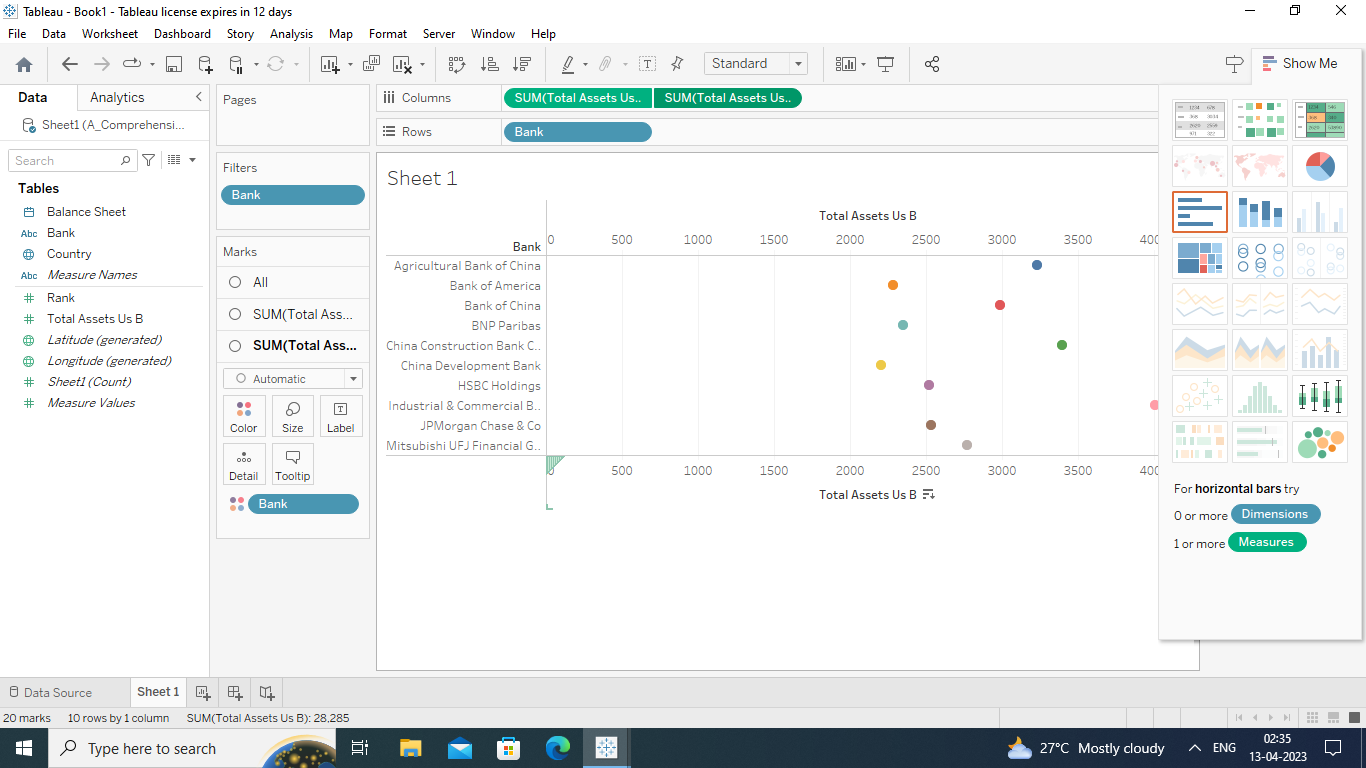 Tableau - Book1 - Tableau license expires in 12 days
File Data Worksheet Dashboard Story Analysis Map Format Server Window Help
Standard
Show Me
Data Analytics
Sheet1 (A_Comprehensi...
Search
Tables
Balance Sheet
Abc Bank
Country
Abc Measure Names
Rank
Total Assets Us B
Latitude (generated)
Longitude (generated)
Sheet1 (Count)
Measure Values
Pages
Filters
Bank
Marks
All
SUM(Total Ass...
SUM(Total Ass...
Automatic
Color Size Label
Detail Tooltip
Bank
Columns SUM(Total Assets Us.. SUM(Total Assets Us..
Rows Bank
Sheet 1
Total Assets Us B
Bank 0 500 1000 1500 2000 2500 3000 3500 400
Agricultural Bank of China
Bank of America
Bank of China
BNP Paribas
China Construction Bank C..
China Development Bank
HSBC Holdings
Industrial & Commercial B..
JPMorgan Chase & Co
Mitsubishi UFJ Financial G..
0 500 1000 1500 2000 2500 3000 3500 400
Total Assets Us B
For horizontal bars try
0 or more Dimensions
1 or more Measures
Data Source Sheet 1
20 marks 10 rows by 1 column SUM(Total Assets Us B): 28,285
Type here to search
27°C Mostly cloudy
ENG
02:35
13-04-2023